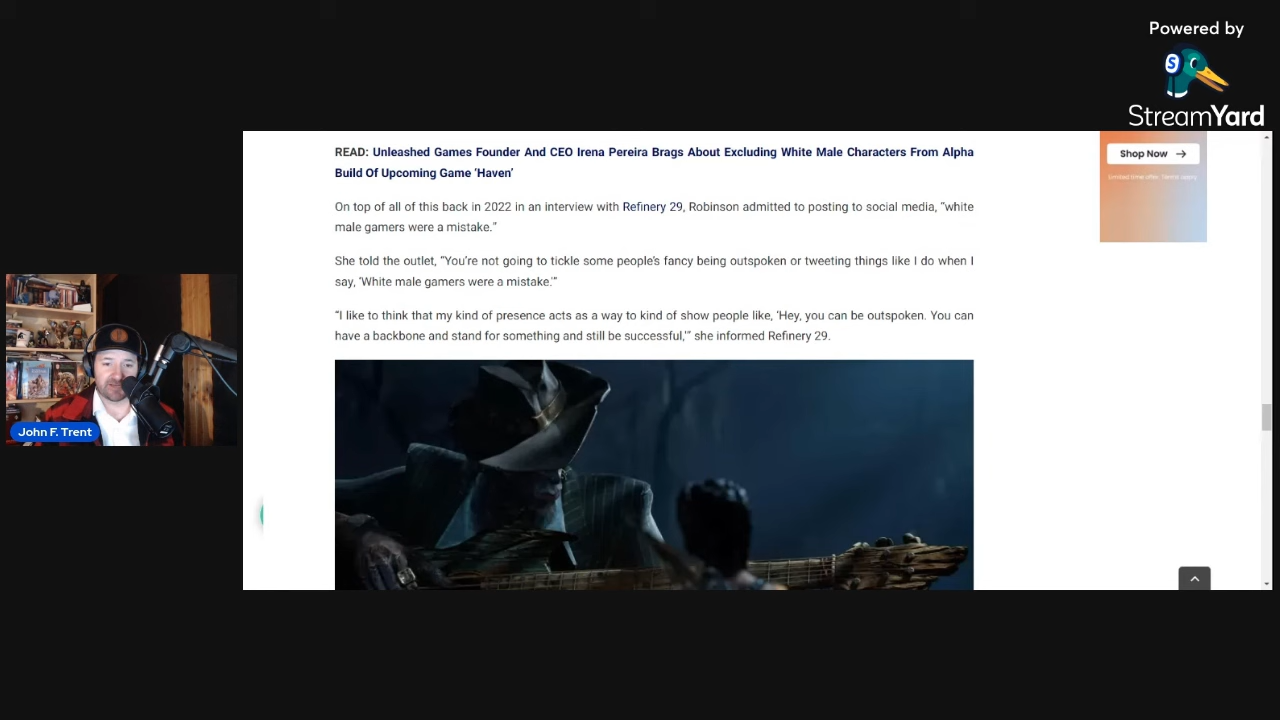 Powered by
S
StreamYard
READ: Unleashed Games Founder And CEO Irena Pereira Brags About Excluding White Male Characters From Alpha
Build Of Upcoming Game ‘Haven’
On top of all of this back in 2022 in an interview with Refinery 29, Robinson admitted to posting to social media, “white
male gamers were a mistake.”
She told the outlet, “You’re not going to tickle some people’s fancy being outspoken or tweeting things like I do when I
say, ‘White male gamers were a mistake.’”
“I like to think that my kind of presence acts as a way to kind of show people like, ‘Hey, you can be outspoken. You can
have a backbone and stand for something and still be successful,’” she informed Refinery 29.
Shop Now
John F. Trent